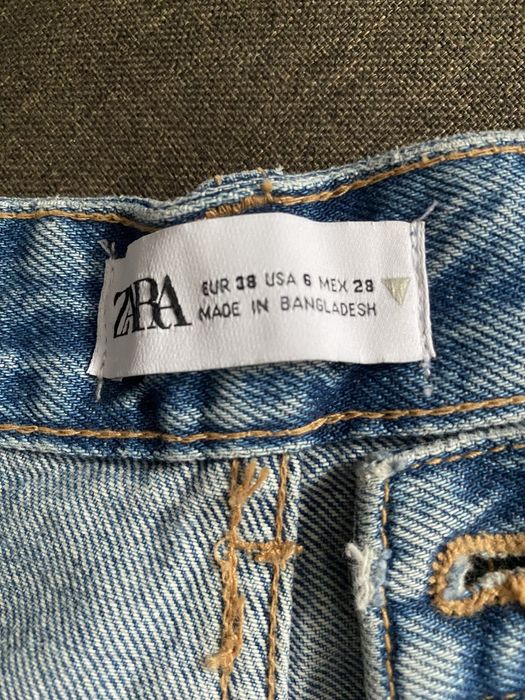 ZARA
EUR 38 USA 6 MEX 28
MADE IN BANGLADESH